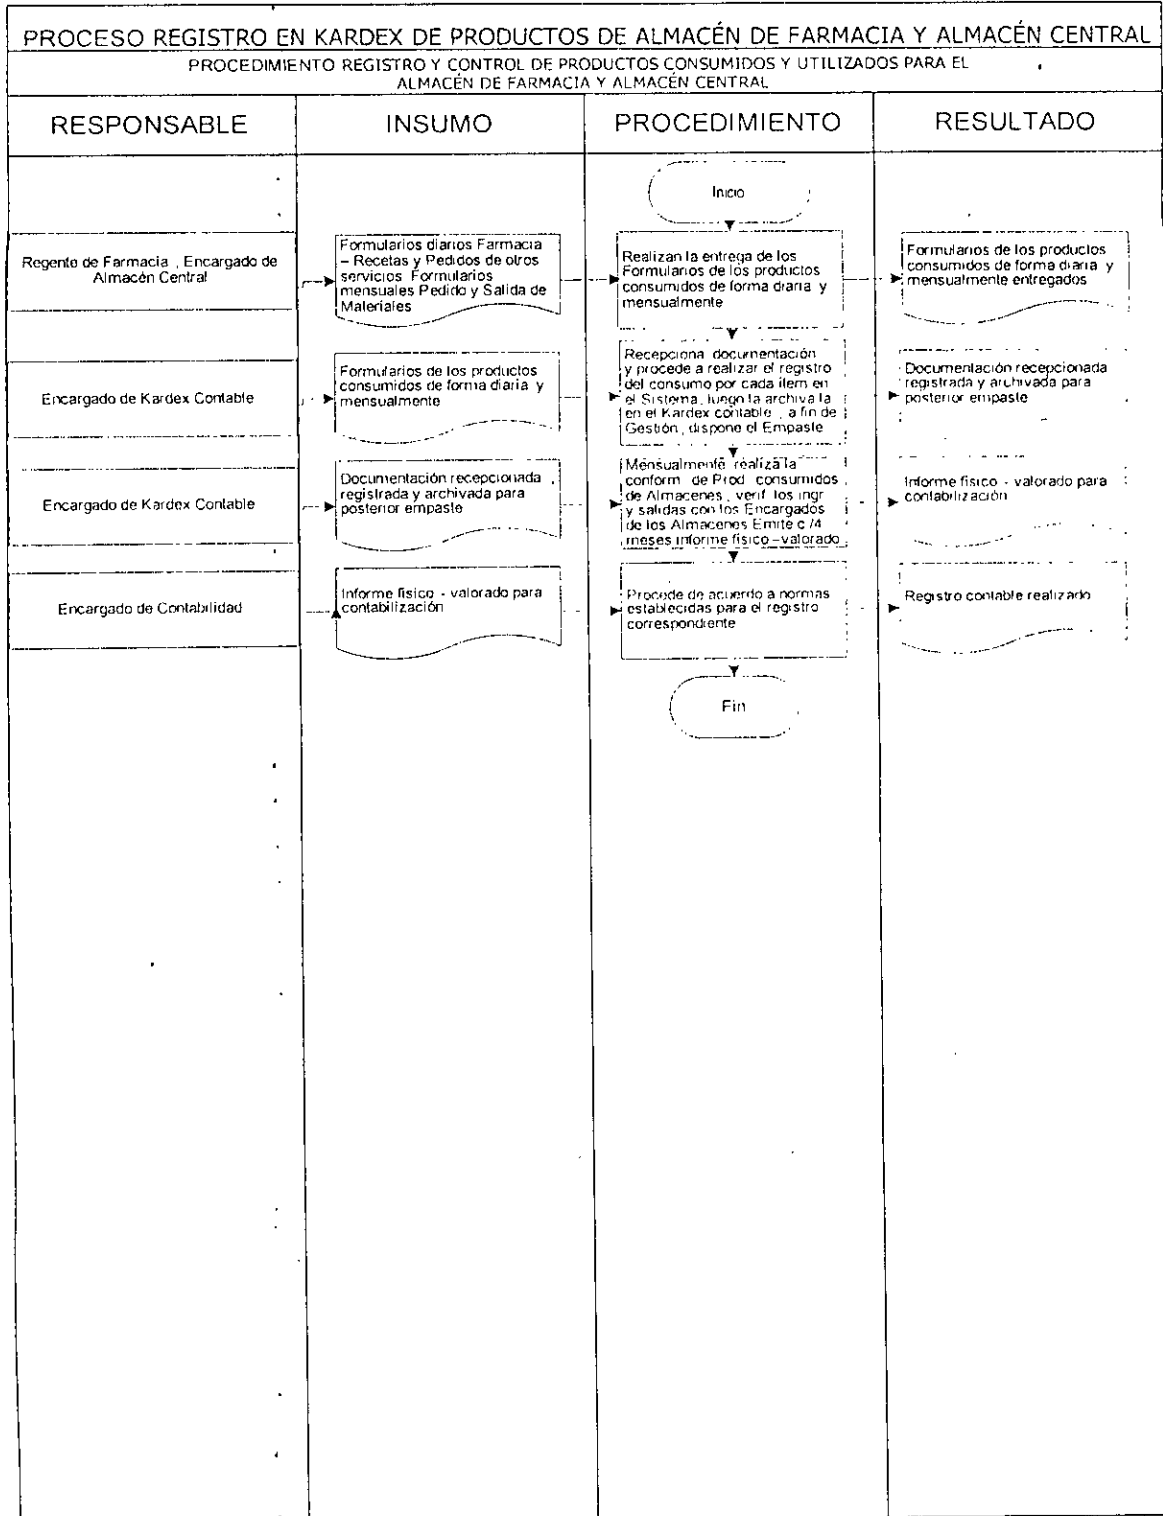 PROCESO REGISTRO EN KARDEX DE PRODUCTOS DE ALMACÉN DE FARMACIA Y ALMACÉN CENTRAL
PROCEDIMIENTO REGISTRO Y CONTROL DE PRODUCTOS CONSUMIDOS Y UTILIZADOS PARA EL
ALMACÉN DE FARMACIA Y ALMACÉN CENTRAL
RESPONSABLE
INSUMO
PROCEDIMIENTO
RESULTADO
Inicio
Regente de Farmacia , Encargado de
Almacén Central
Formularios diarios Farmacia
– Recetas y Pedidos de otros
servicios Formularios
mensuales Pedido y Salida de
Materiales
Realizan la entrega de los
Formularios de los productos
consumidos de forma diaria y
mensualmente
Formularios de los productos
consumidos de forma diaria y
mensualmente entregados
Encargado de Kardex Contable
Formularios de los productos
consumidos de forma diaria y
mensualmente
Recepciona documentación
y procede a realizar el registro
del consumo por cada item en
el Sistema, luego la archiva la
en el Kardex contable , a fin de
Gestión , dispone el Empaste
Documentación recepcionada
registrada y archivada para
posterior empaste
Encargado de Kardex Contable
Documentación recepcionada ,
registrada y archivada para
posterior empaste
Mensualmente realiza la
conform de Prod consumidos
de Almacenes , verif los ingr
y salidas con los Encargados
de los Almacenes Emite c /4
meses informe fisico –valorado
Informe fisico - valorado para
contabilización
Encargado de Contabilidad
Informe fisico - valorado para
contabilización
Procede de acuerdo a normas
establecidas para el registro
correspondiente
Registro contable realizado
Fin